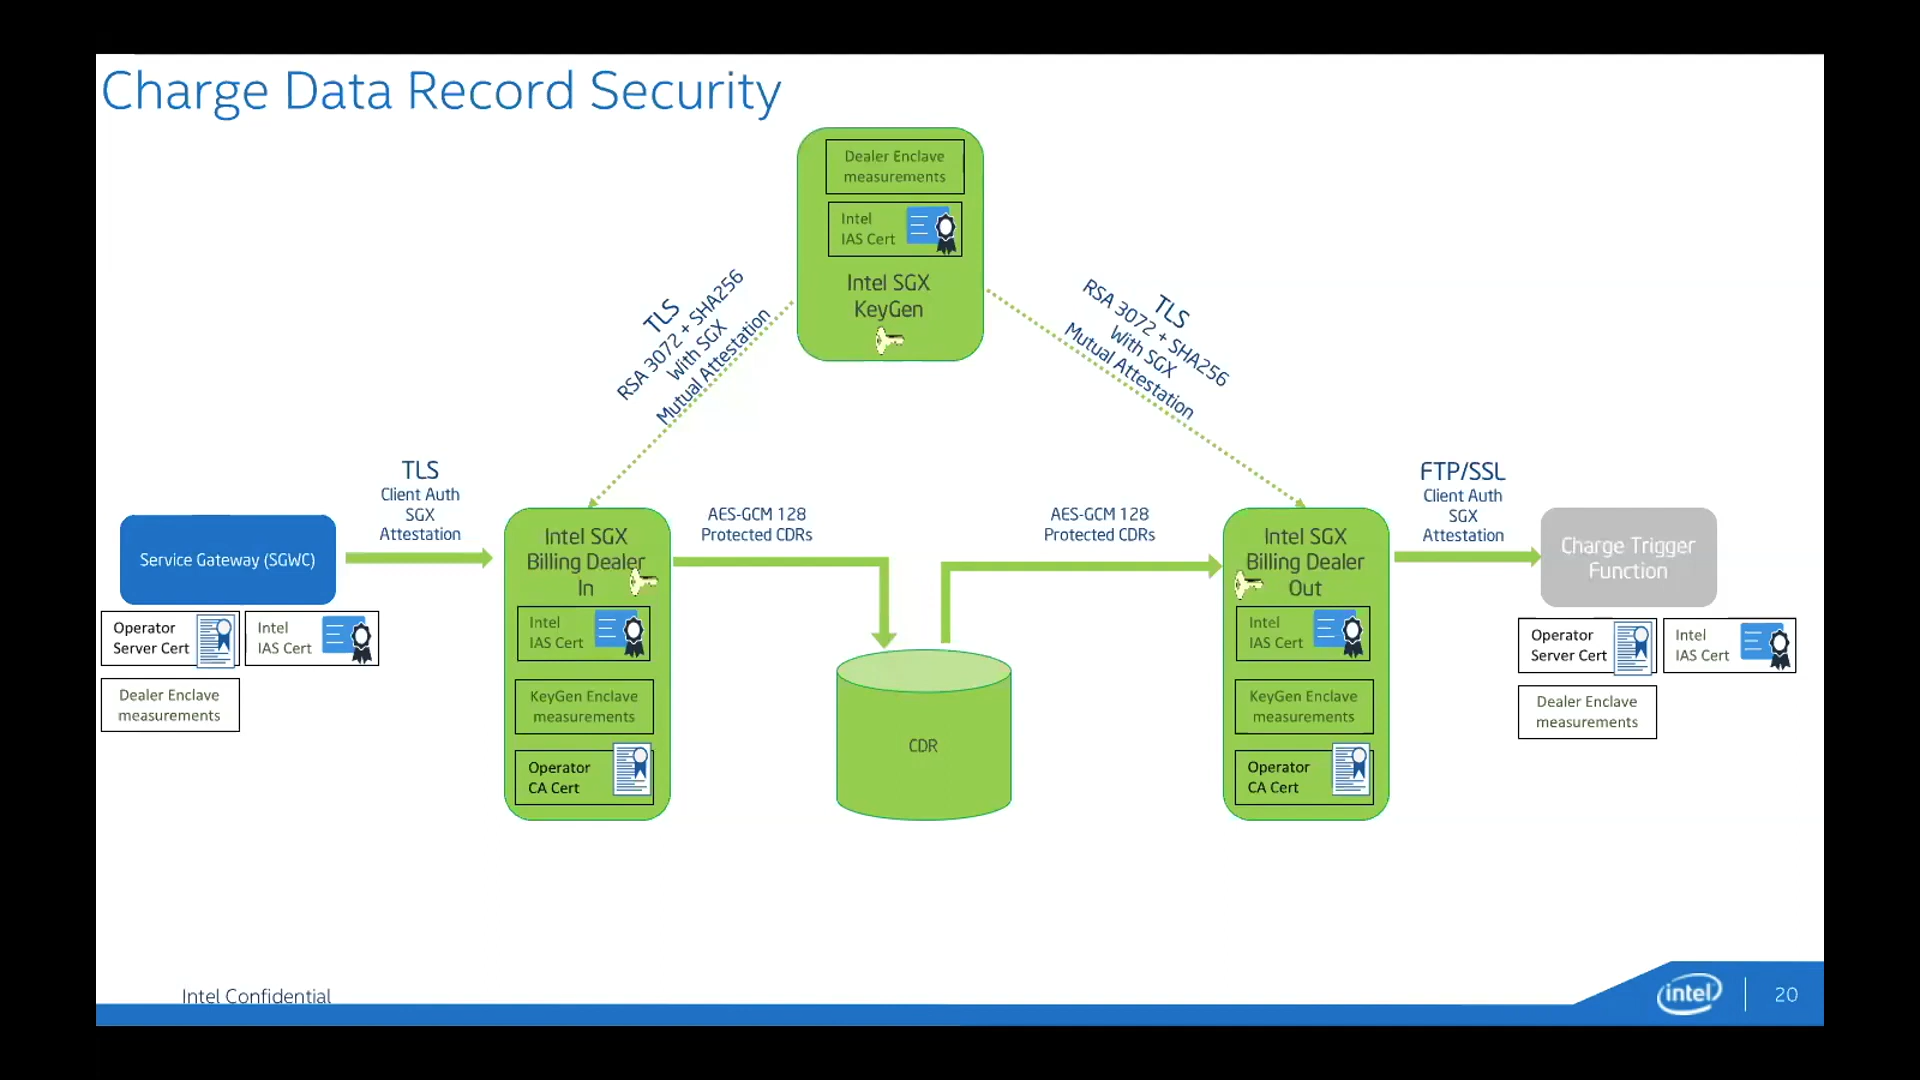 Charge Data Record Security
Dealer Enclave
measurements
Intel
IAS Cert
Intel SGX
KeyGen
TLS
RSA 3072 + SHA256
With SGX
Mutual Attestation
TLS
RSA 3072 + SHA256
With SGX
Mutual Attestation
TLS
Client Auth
SGX
Attestation
Service Gateway (SGWC)
Operator
Server Cert
Intel
IAS Cert
Dealer Enclave
measurements
Intel SGX
Billing Dealer
In
Intel
IAS Cert
KeyGen Enclave
measurements
Operator
CA Cert
AES-GCM 128
Protected CDRs
CDR
AES-GCM 128
Protected CDRs
Intel SGX
Billing Dealer
Out
Intel
IAS Cert
KeyGen Enclave
measurements
Operator
CA Cert
FTP/SSL
Client Auth
SGX
Attestation
Charge Trigger
Function
Operator
Server Cert
Intel
IAS Cert
Dealer Enclave
measurements
Intel Confidential
intel
20